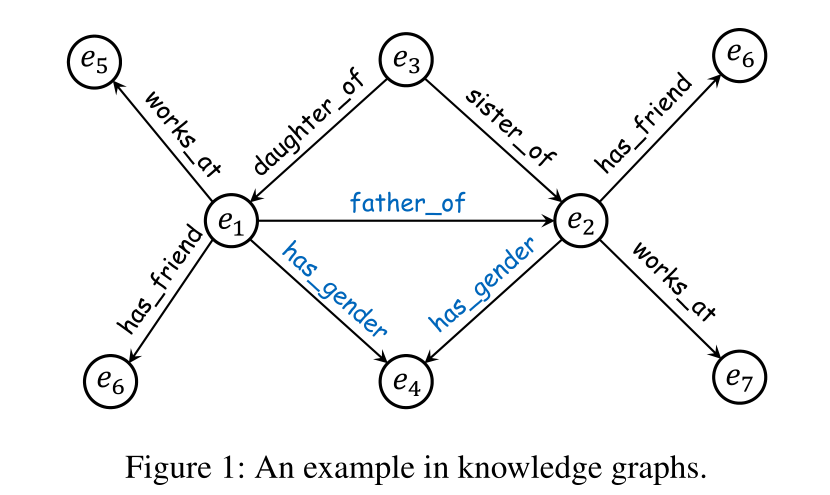 e₅
e₃
e₆
works_at
daughter_of
sister_of
has_friend
e₁
father_of
e₂
has_friend
has_gender
has_gender
works_at
e₆
e₄
e₇
Figure 1: An example in knowledge graphs.